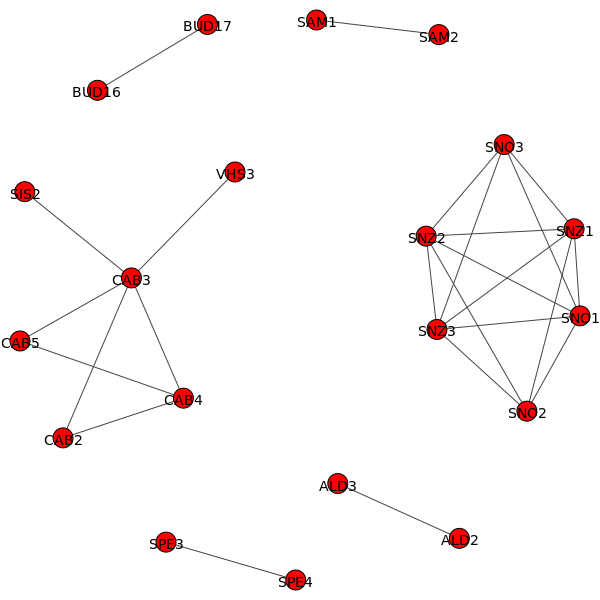 SAM1
BUD17
SAM2
BUD16
SNO3
VHS3
SIS2
SNZ1
SNZ2
CAB3
SNO1
SNZ3
CAB5
CAB4
SNO2
CAB2
ALD3
ALD2
SPE3
SPE4